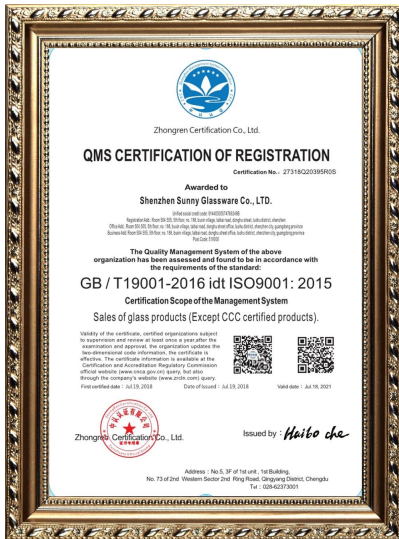 Zhongren Certification Co., Ltd.
QMS CERTIFICATION OF REGISTRATION
Certification No.: 27318Q20395R0S
Awarded to
Shenzhen Sunny Glassware Co., LTD.
The Quality Management System of the above
organization has been assessed and found to be in accordance with
the requirements of the standard:
GB / T19001-2016 idt ISO9001: 2015
Certification Scope of the Management System
Sales of glass products (Except CCC certified products).
Validity of the certificate, certified organizations subject
to supervision and review at least once a year, after the
examination and approval, the organization updates the
two-dimensional code information, the certificate is
effective. The certificate information is available at the
Certification and Accreditation Regulatory Commission
official website (www.cnca.gov.cn) query, but also
through the company's website (www.zrclrk.com) query.
First certified date: Jul.19, 2018 Date of Issued : Jul.19, 2018 Valid date : Jul 18, 2021
Zhongren Certification Co., Ltd.
Issued by : Haibo che
Address : No.5, 3F of 1st unit , 1st Building,
No. 73 of 2nd Western Sector 2nd Ring Road, Qingyang District, Chengdu
Tel : 028-62373001